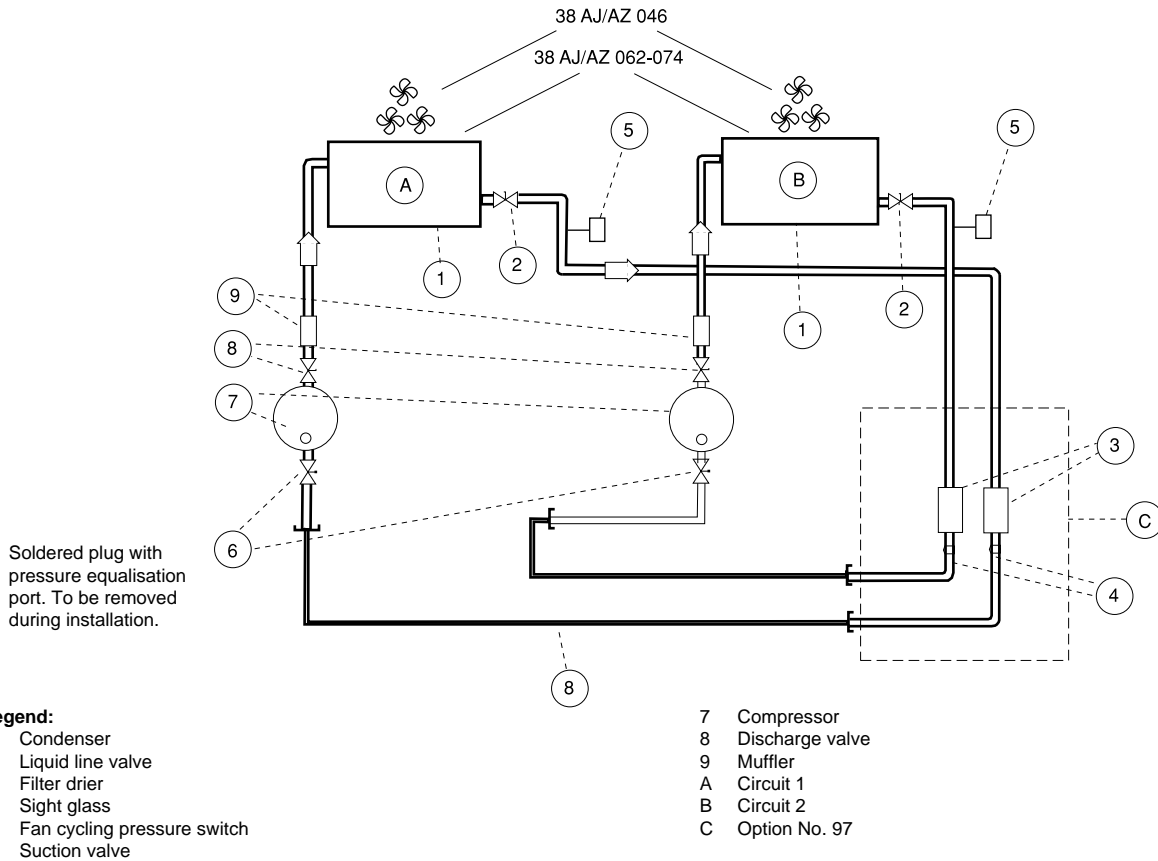 38 AJ/AZ 046
38 AJ/AZ 062-074
5
5
A
B
1
2
1
2
9
8
7
3
C
6
4
8
Soldered plug with
pressure equalisation
port. To be removed
during installation.
egend:
Condenser
Liquid line valve
Filter drier
Sight glass
Fan cycling pressure switch
Suction valve
7 Compressor
8 Discharge valve
9 Muffler
A Circuit 1
B Circuit 2
C Option No. 97